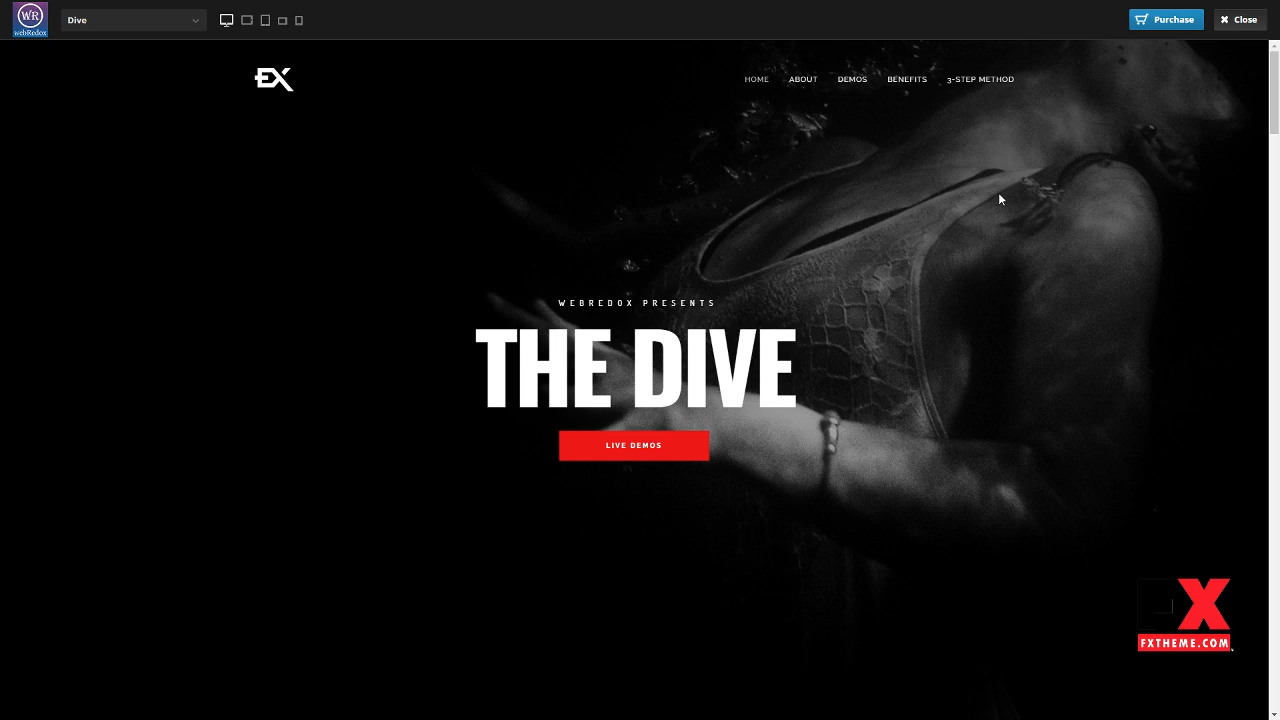 WR
webRedox
Dive
Purchase
Close
EX
HOME
ABOUT
DEMOS
BENEFITS
3-STEP METHOD
WEBREDOX PRESENTS
THE DIVE
LIVE DEMOS
X
FXTHEME.COM